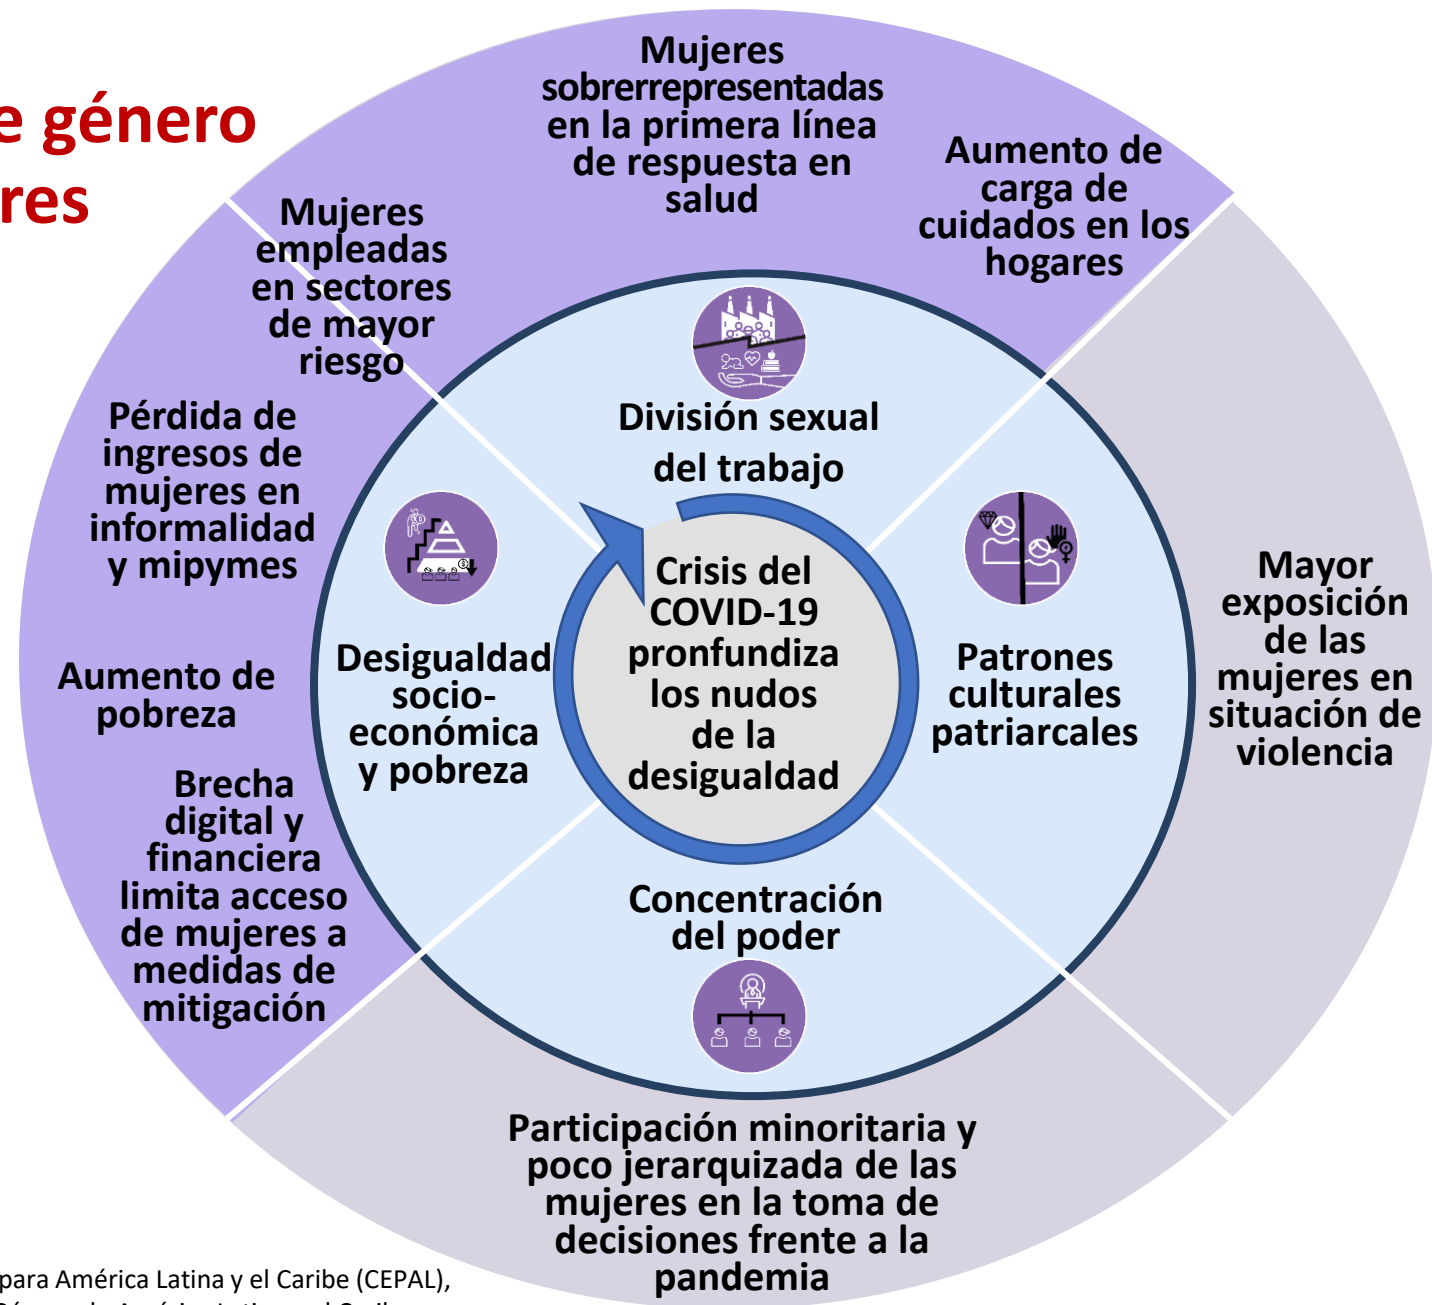 e género
res
Mujeres
sobrerrepresentadas
en la primera línea
de respuesta en
salud
Aumento de
carga de
cuidados en los
hogares
Mujeres
empleadas
en sectores
de mayor
riesgo
Pérdida de
ingresos de
mujeres en
informalidad
y mipymes
Aumento de
pobreza
Brecha
digital y
financiera
limita acceso
de mujeres a
medidas de
mitigación
División sexual
del trabajo
Desigualdad
socio-
económica
y pobreza
Crisis del
COVID-19
pronfundiza
los nudos
de la
desigualdad
Patrones
culturales
patriarcales
Mayor
exposición
de las
mujeres en
situación de
violencia
Concentración
del poder
Participación minoritaria y
poco jerarquizada de las
mujeres en la toma de
decisiones frente a la
pandemia
para América Latina y el Caribe (CEPAL),